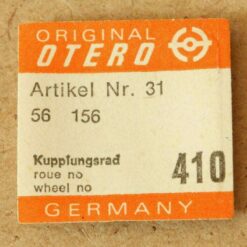 ORIGINAL
OTERO
Artikel Nr. 31
56 156
Kupplungsrad
roue no
wheel no
410
GERMANY